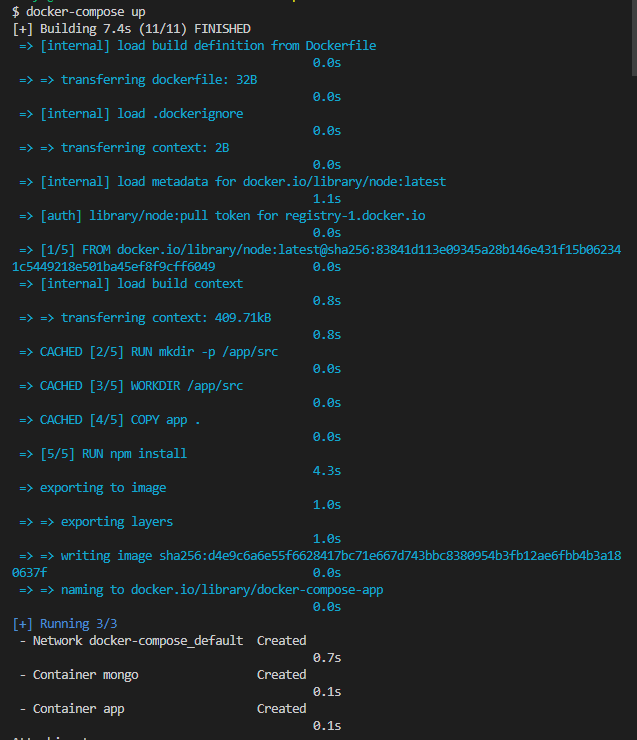 $ docker-compose up
[+] Building 7.4s (11/11) FINISHED
=> [internal] load build definition from Dockerfile
0.0s
=> => transferring dockerfile: 32B
0.0s
=> [internal] load .dockerignore
0.0s
=> => transferring context: 2B
0.0s
=> [internal] load metadata for docker.io/library/node:latest
1.1s
=> [auth] library/node:pull token for registry-1.docker.io
0.0s
=> [1/5] FROM docker.io/library/node:latest@sha256:83841d113e09345a28b146e431f15b06234
1c5449218e501ba45ef8f9cff6049 0.0s
=> [internal] load build context
0.8s
=> => transferring context: 409.71kB
0.8s
=> CACHED [2/5] RUN mkdir -p /app/src
0.0s
=> CACHED [3/5] WORKDIR /app/src
0.0s
=> CACHED [4/5] COPY app .
0.0s
=> [5/5] RUN npm install
4.3s
=> exporting to image
1.0s
=> => exporting layers
1.0s
=> => writing image sha256:d4e9c6a6e55f6628417bc71e667d743bbc8380954b3fb12ae6fbb4b3a18
0637f 0.0s
=> => naming to docker.io/library/docker-compose-app
0.0s
[+] Running 3/3
- Network docker-compose_default Created
0.7s
- Container mongo Created
0.1s
- Container app Created
0.1s